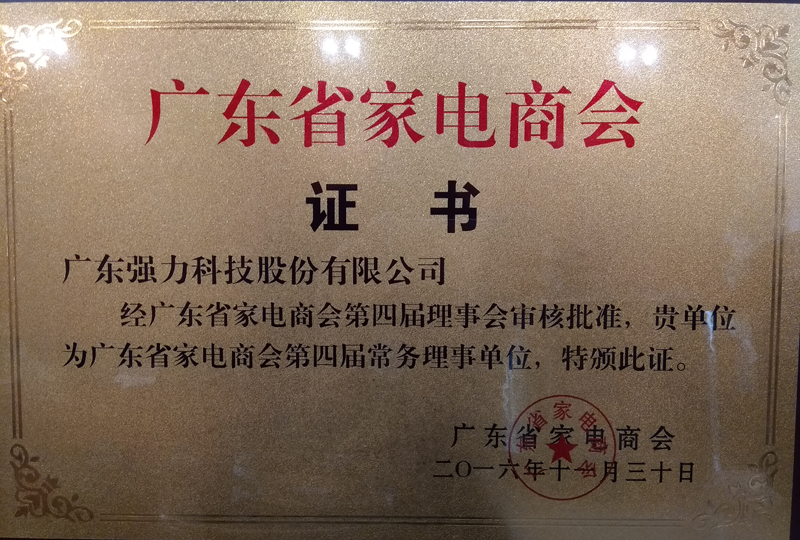 广东省家电商会
证 书
广东强力科技股份有限公司
经广东省家电商会第四届理事会审核批准，贵单位
为广东省家电商会第四届常务理事单位，特颁此证。
广东省家电商会
二〇一六年十一月三十日